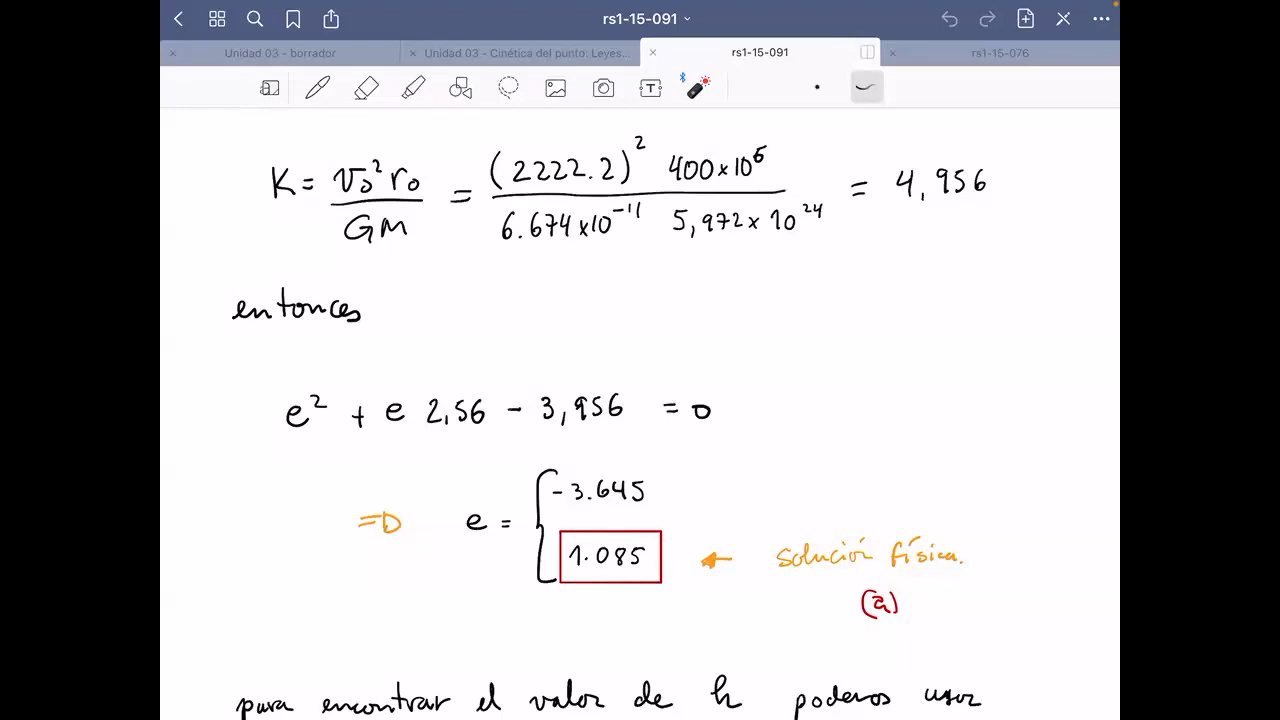 rs1-15-091
Unidad 03 - borrador
Unidad 03 - Cinética del punto: Leyes...
rs1-15-091
rs1-15-076
K = v₀² r₀ / GM = (2222.2)² 400×10⁶ / 6.674×10⁻¹¹ 5,972×10²⁴ = 4,956
entonces
e² + e 2,56 - 3,956 = 0
⇒ e = { -3.645
1.085 ← solución física.
(a)
para encontrar el valor de h podemos usar